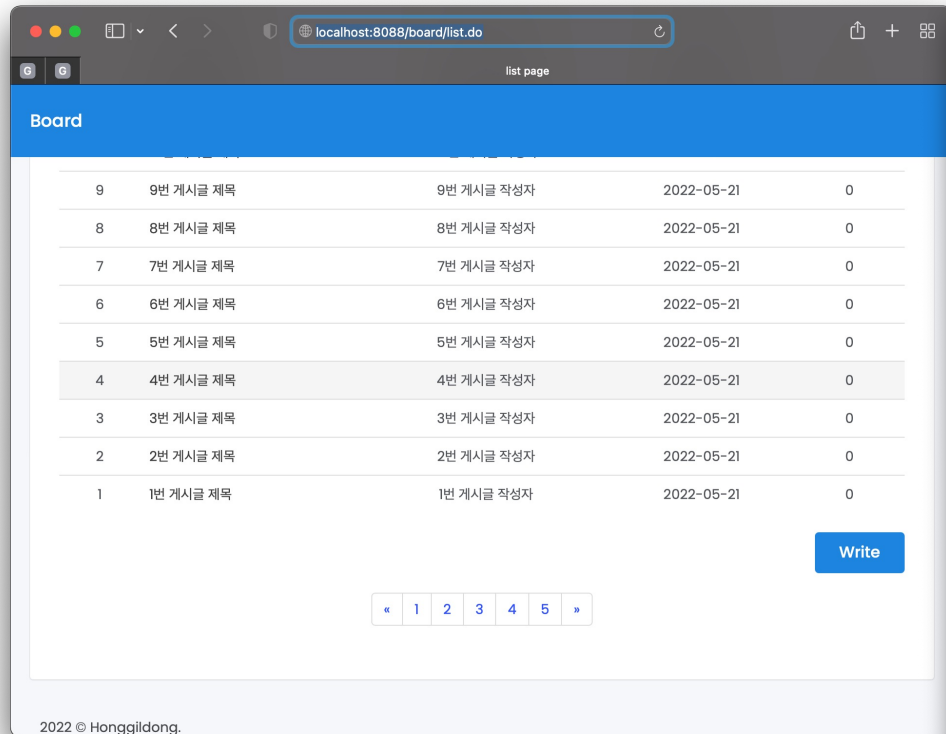 localhost:8088/board/list.do
G G list page
Board
9 9번 게시글 제목 9번 게시글 작성자 2022-05-21 0
8 8번 게시글 제목 8번 게시글 작성자 2022-05-21 0
7 7번 게시글 제목 7번 게시글 작성자 2022-05-21 0
6 6번 게시글 제목 6번 게시글 작성자 2022-05-21 0
5 5번 게시글 제목 5번 게시글 작성자 2022-05-21 0
4 4번 게시글 제목 4번 게시글 작성자 2022-05-21 0
3 3번 게시글 제목 3번 게시글 작성자 2022-05-21 0
2 2번 게시글 제목 2번 게시글 작성자 2022-05-21 0
1 1번 게시글 제목 1번 게시글 작성자 2022-05-21 0
Write
« 1 2 3 4 5 »
2022 © Honggildong.